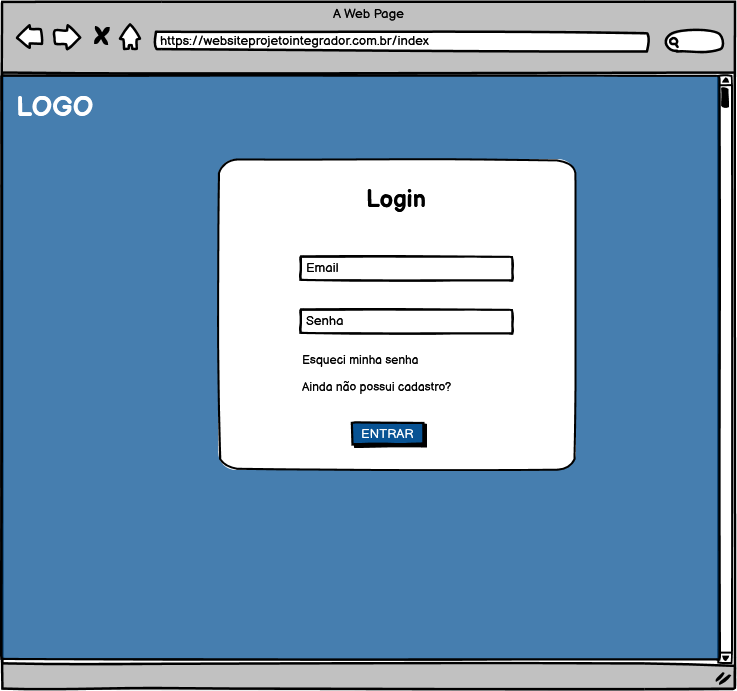 A Web Page
https://websiteprojetointegrador.com.br/index
LOGO
Login
Email
Senha
Esqueci minha senha
Ainda não possui cadastro?
ENTRAR